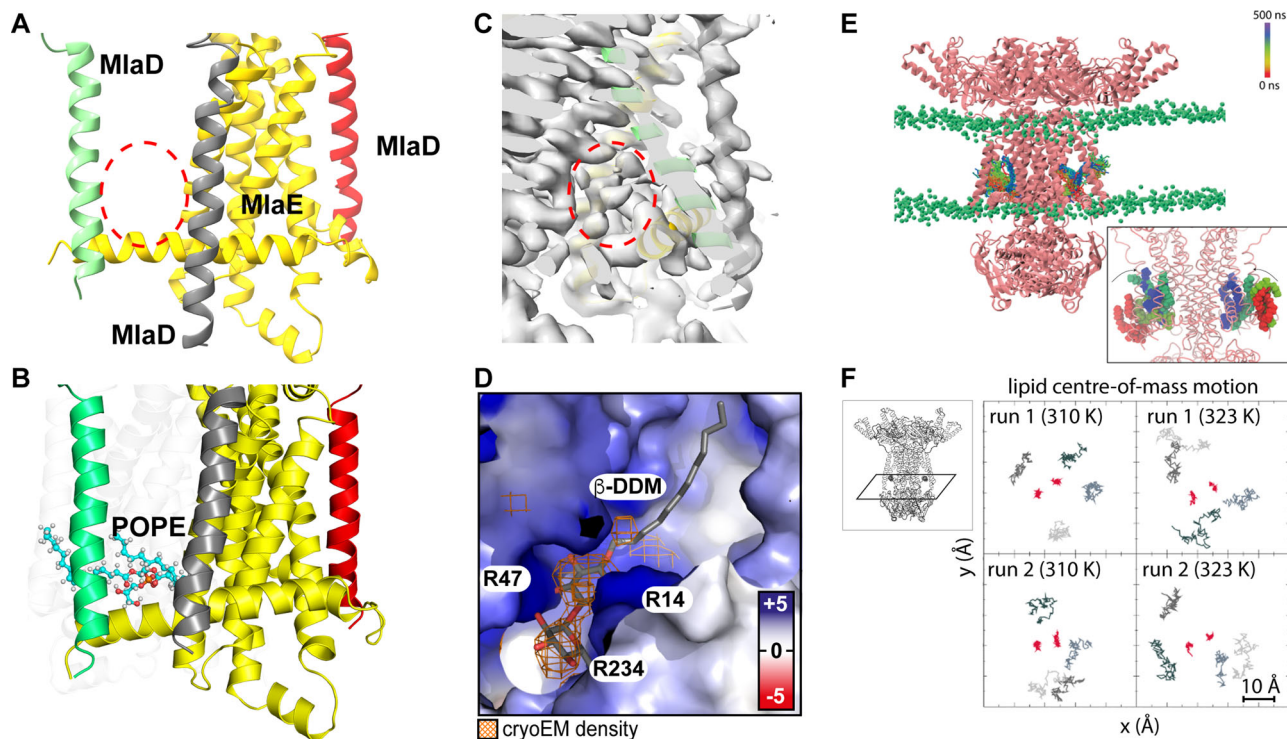 A
MlaD
MlaD
MlaE
MlaD
B
POPE
C
D
β-DDM
R47
R14
R234
+5
0
-5
cryoEM density
E
500 ns
0 ns
F
lipid centre-of-mass motion
run 1 (310 K)
run 1 (323 K)
run 2 (310 K)
run 2 (323 K)
10 Å
y (Å)
x (Å)